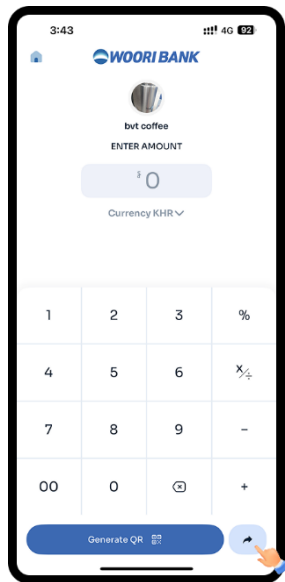 3:43 4G 92
WOORI BANK
bvt coffee
ENTER AMOUNT
៛ 0
Currency KHR
1 2 3 %
4 5 6 x/÷
7 8 9 -
00 0 +
Generate QR